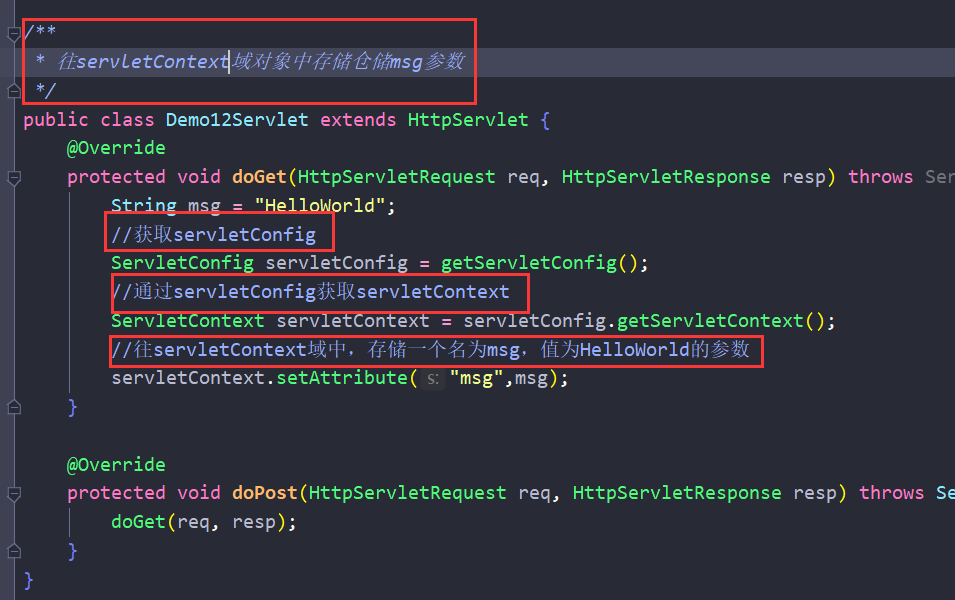 /**
* 往servletContext域对象中存储仓储msg参数
*/
public class Demo12Servlet extends HttpServlet {
@Override
protected void doGet(HttpServletRequest req, HttpServletResponse resp) throws Ser
String msg = "HelloWorld";
//获取servletConfig
ServletConfig servletConfig = getServletConfig();
//通过servletConfig获取servletContext
ServletContext servletContext = servletConfig.getServletContext();
//往servletContext域中，存储一个名为msg，值为HelloWorld的参数
servletContext.setAttribute( s: "msg",msg);
}
@Override
protected void doPost(HttpServletRequest req, HttpServletResponse resp) throws Se
doGet(req, resp);
}
}